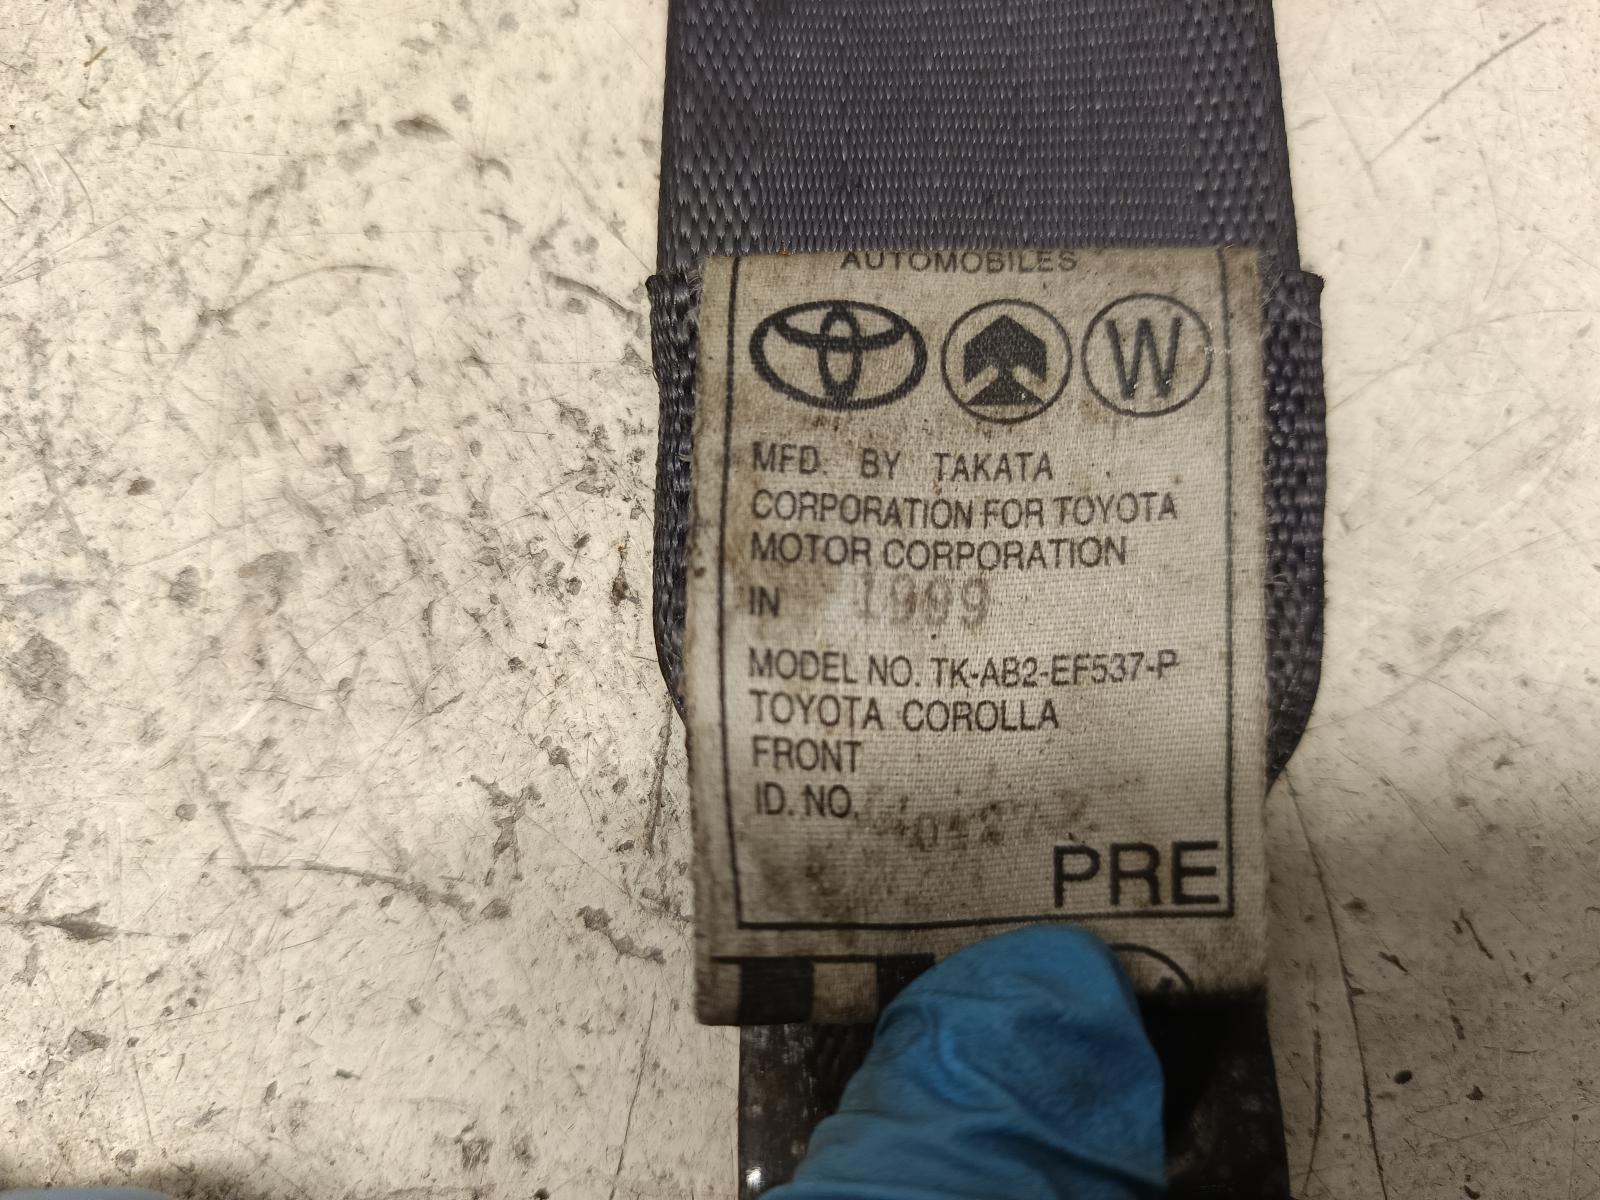 AUTOMOBILES
W
MFD. BY TAKATA
CORPORATION FOR TOYOTA
MOTOR CORPORATION
IN 1999
MODEL NO. TK-AB2-EF537-P
TOYOTA COROLLA
FRONT
ID. NO.
PRE